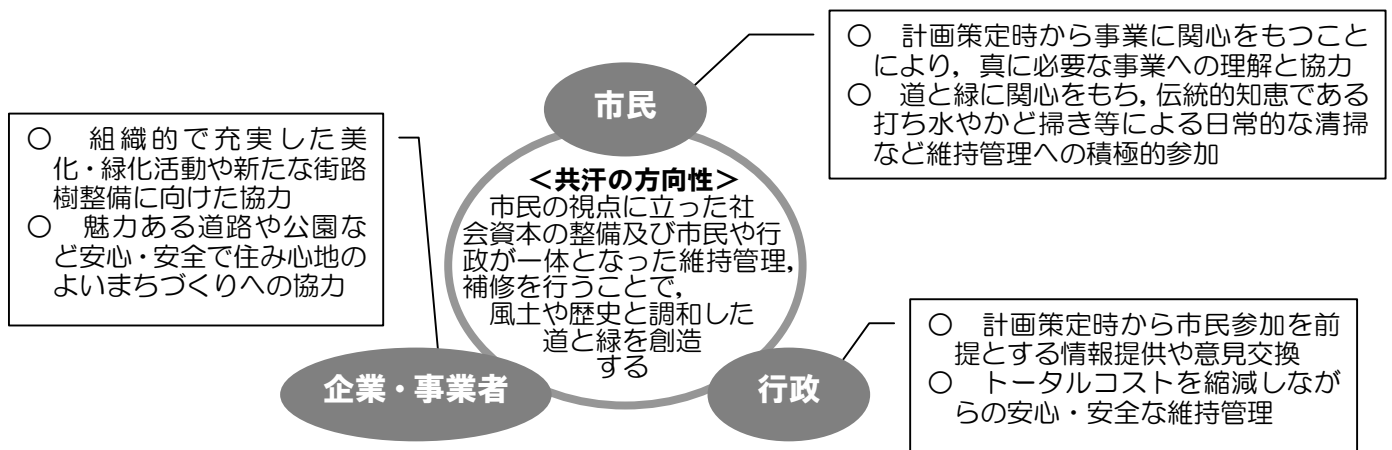 市民
○　計画策定時から事業に関心をもつこと
により，真に必要な事業への理解と協力
○　道と緑に関心をもち，伝統的知恵である
打ち水やかど掃き等による日常的な清掃
など維持管理への積極的参加
○　組織的で充実した美
化・緑化活動や新たな街路
樹整備に向けた協力
○　魅力ある道路や公園な
ど安心・安全で住み心地の
よいまちづくりへの協力
＜共汗の方向性＞
市民の視点に立った社
会資本の整備及び市民や行
政が一体となった維持管理，
補修を行うことで，
風土や歴史と調和した
道と緑を創造
する
企業・事業者
行政
○　計画策定時から市民参加を前
提とする情報提供や意見交換
○　トータルコストを縮減しなが
らの安心・安全な維持管理